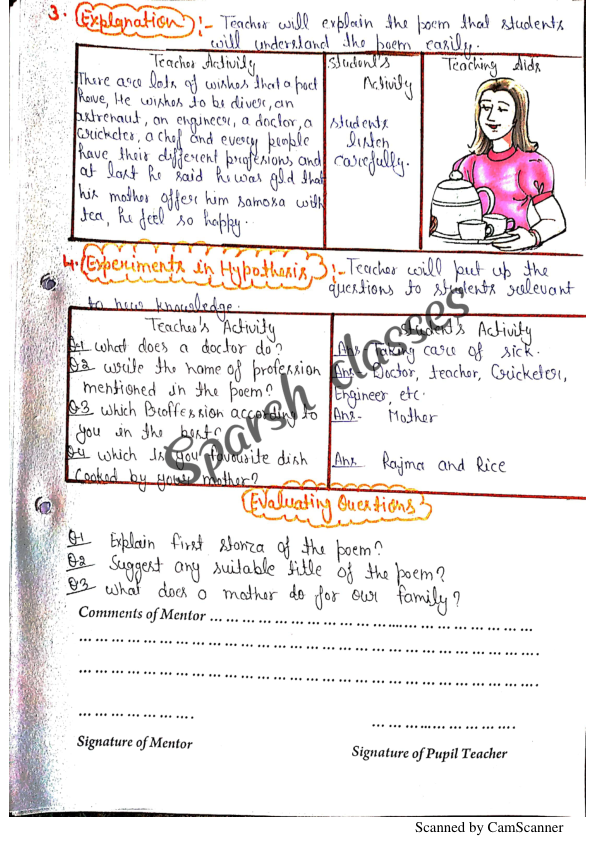 3. Explanation :- Teacher will explain the poem that students
will understand the poem easily.
Teacher Activity
There are lots of wishes that a poet
have, He wishes to be diver, an
astronaut, an engineer, a doctor, a
cricketer, a chef and every people
have their different profesions and
at last he said he was gld that
his mother offer him samosa with
tea, he feel so happy.
Student's
Activity
students
listen
carefully.
Teaching Aids
4. Experiments in Hypothesis :- Teacher will put up the
questions to students relevant
to new knowledge.
Teacher's Activity
Q1 what does a doctor do?
Q2 write the name of profession
mentioned in the poem?
Q3 which Proffession according to
you in the best?
Q4 which is you favourite dish
Cooked by your mother?
Student's Activity
Ans Taking care of sick.
Ans- Doctor, teacher, Cricketer,
Engineer, etc.
Ans- Mother
Ans Rajma and Rice
Sparsh classes
Evaluating Questions :
Q1 Explain first stanza of the poem?
Q2 Suggest any suitable title of the poem?
Q3 what does a mother do for our family?
Comments of Mentor
Signature of Mentor
Signature of Pupil Teacher
Scanned by CamScanner